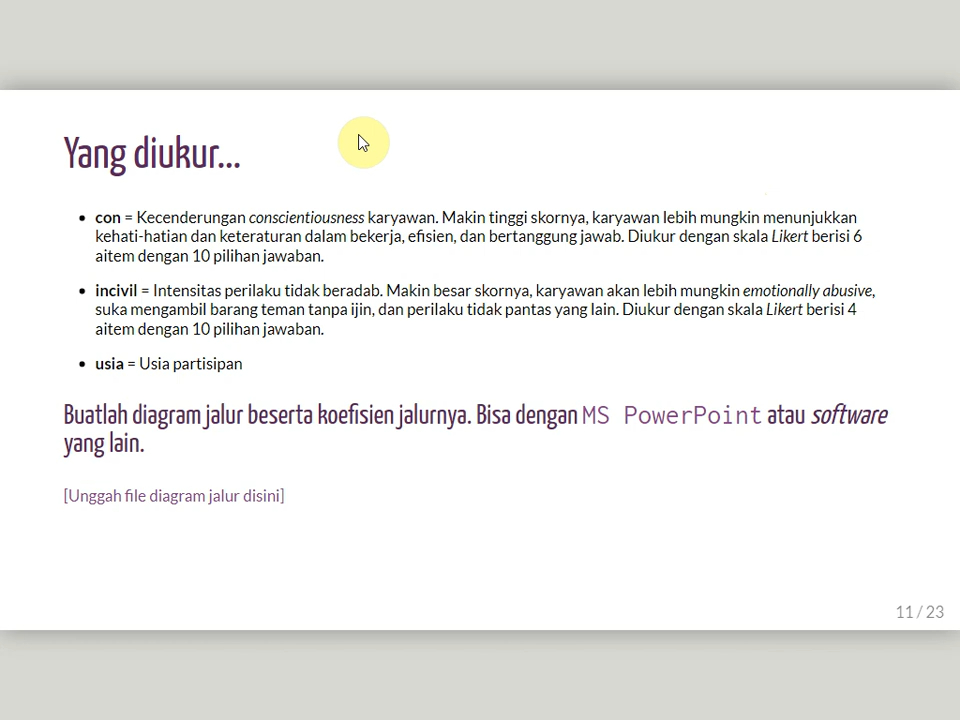 Yang diukur...
• con = Kecenderungan conscientiousness karyawan. Makin tinggi skornya, karyawan lebih mungkin menunjukkan
kehati-hatian dan keteraturan dalam bekerja, efisien, dan bertanggung jawab. Diukur dengan skala Likert berisi 6
aitem dengan 10 pilihan jawaban.
• incivil = Intensitas perilaku tidak beradab. Makin besar skornya, karyawan akan lebih mungkin emotionally abusive,
suka mengambil barang teman tanpa ijin, dan perilaku tidak pantas yang lain. Diukur dengan skala Likert berisi 4
aitem dengan 10 pilihan jawaban.
• usia = Usia partisipan
Buatlah diagram jalur beserta koefisien jalurnya. Bisa dengan MS PowerPoint atau software
yang lain.
[Unggah file diagram jalur disini]
11 / 23